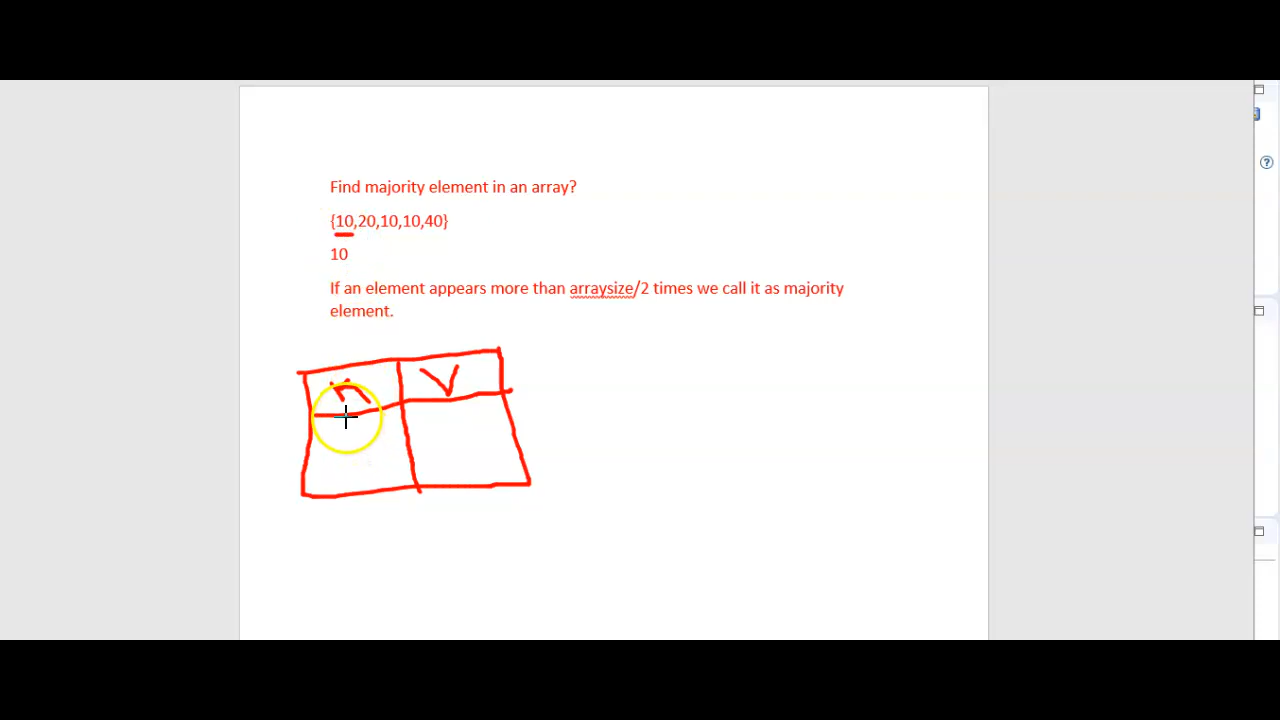 Find majority element in an array?
{10,20,10,10,40}
10
If an element appears more than arraysize/2 times we call it as majority
element.
V